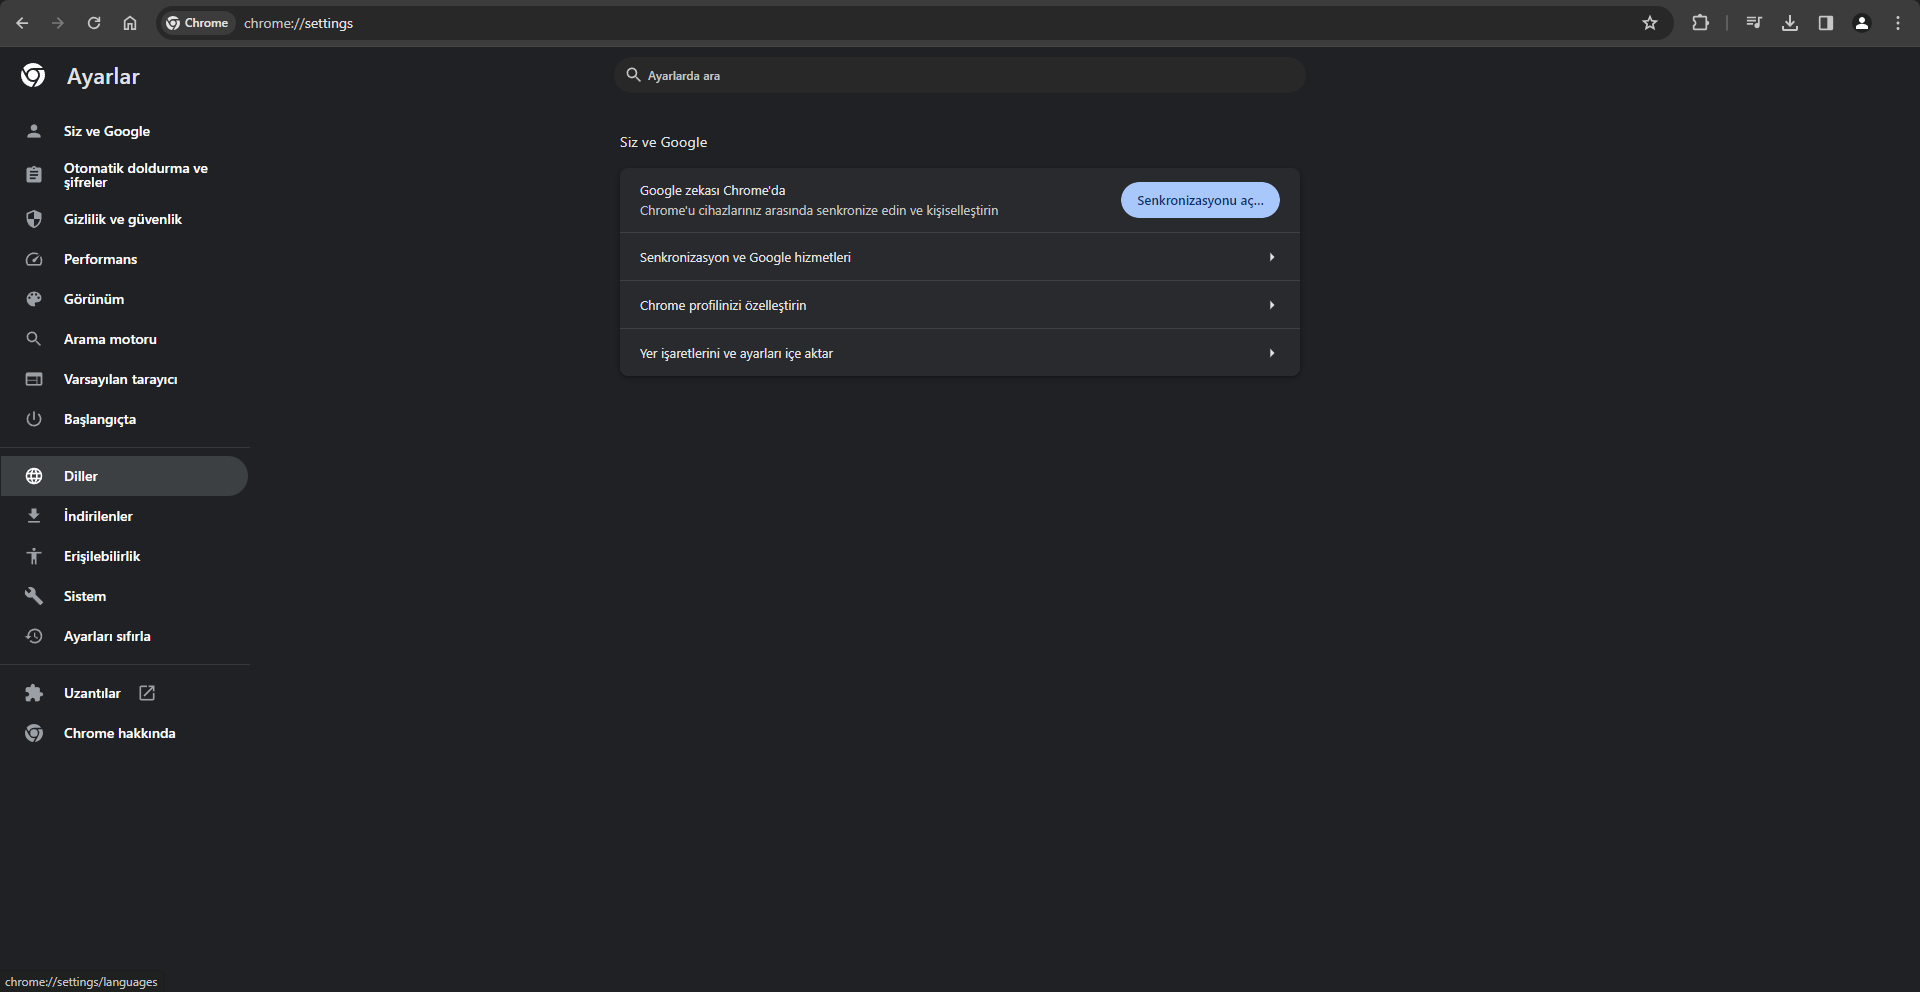 Chrome
chrome://settings
Ayarlar
Ayarlarda ara
Siz ve Google
Otomatik doldurma ve
şifreler
Gizlilik ve güvenlik
Performans
Görünüm
Arama motoru
Varsayılan tarayıcı
Başlangıçta
Diller
İndirilenler
Erişilebilirlik
Sistem
Ayarları sıfırla
Uzantılar
Chrome hakkında
Siz ve Google
Google zekası Chrome'da
Chrome'u cihazlarınız arasında senkronize edin ve kişiselleştirin
Senkronizasyonu aç...
Senkronizasyon ve Google hizmetleri
Chrome profilinizi özelleştirin
Yer işaretlerini ve ayarları içe aktar
chrome://settings/languages